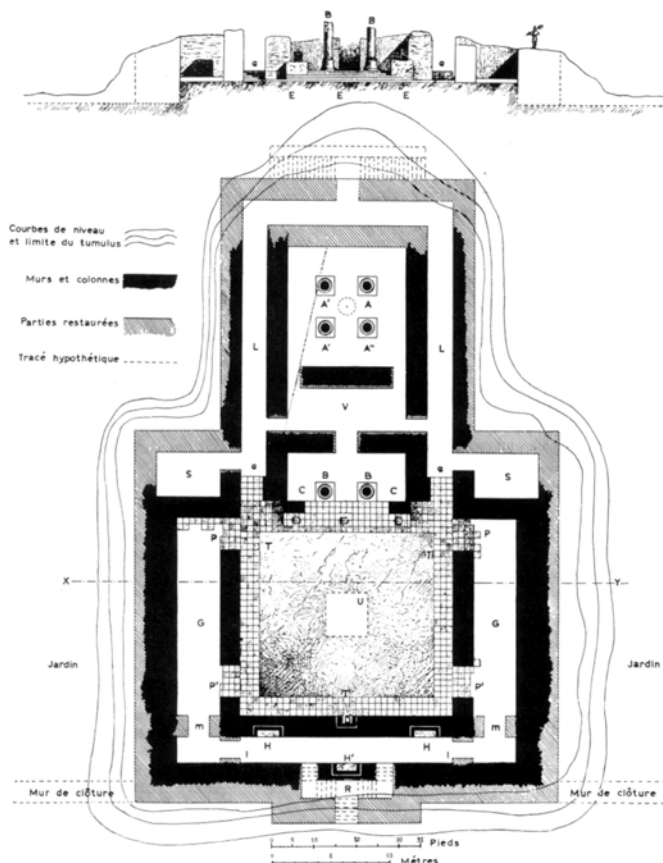 B B
e e
E E E
Courbes de niveau
et limite du tumulus
Murs et colonnes
Parties restaurées
Tracé hypothétique
A' A
A' A"
L L
V
S S
C B B C
E E E
P T P
X Y
U
G G
Jardin Jardin
P' T' P'
m m
H H
I H' I
R
Mur de clôture Mur de clôture
Pieds
Métres